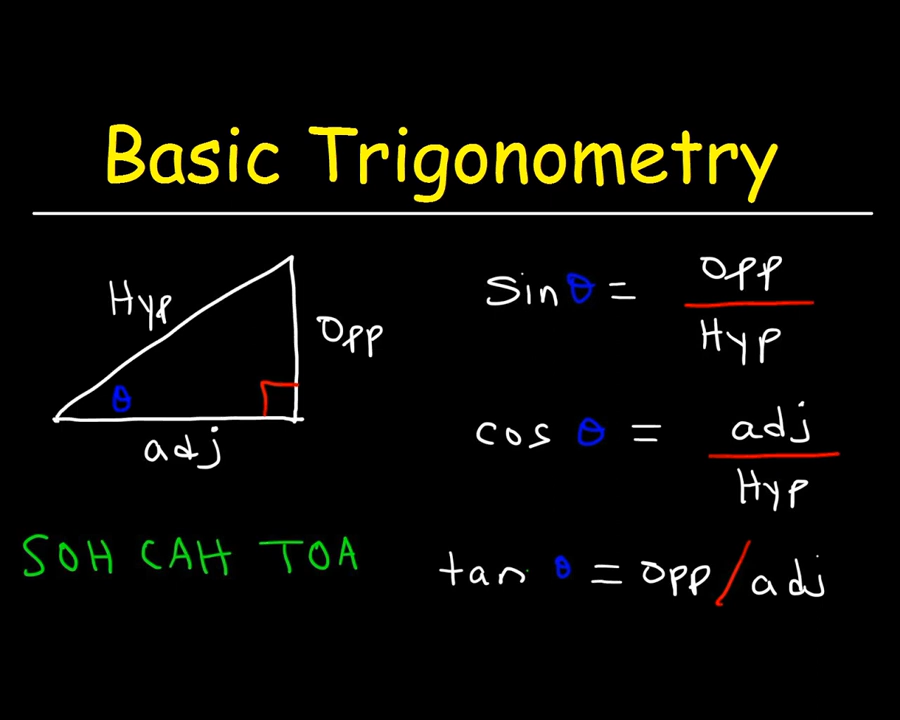 Basic Trigonometry
Hyp
Opp
θ
adj
SOH CAH TOA
sin θ = opp / Hyp
cos θ = adj / Hyp
tan θ = opp / adj